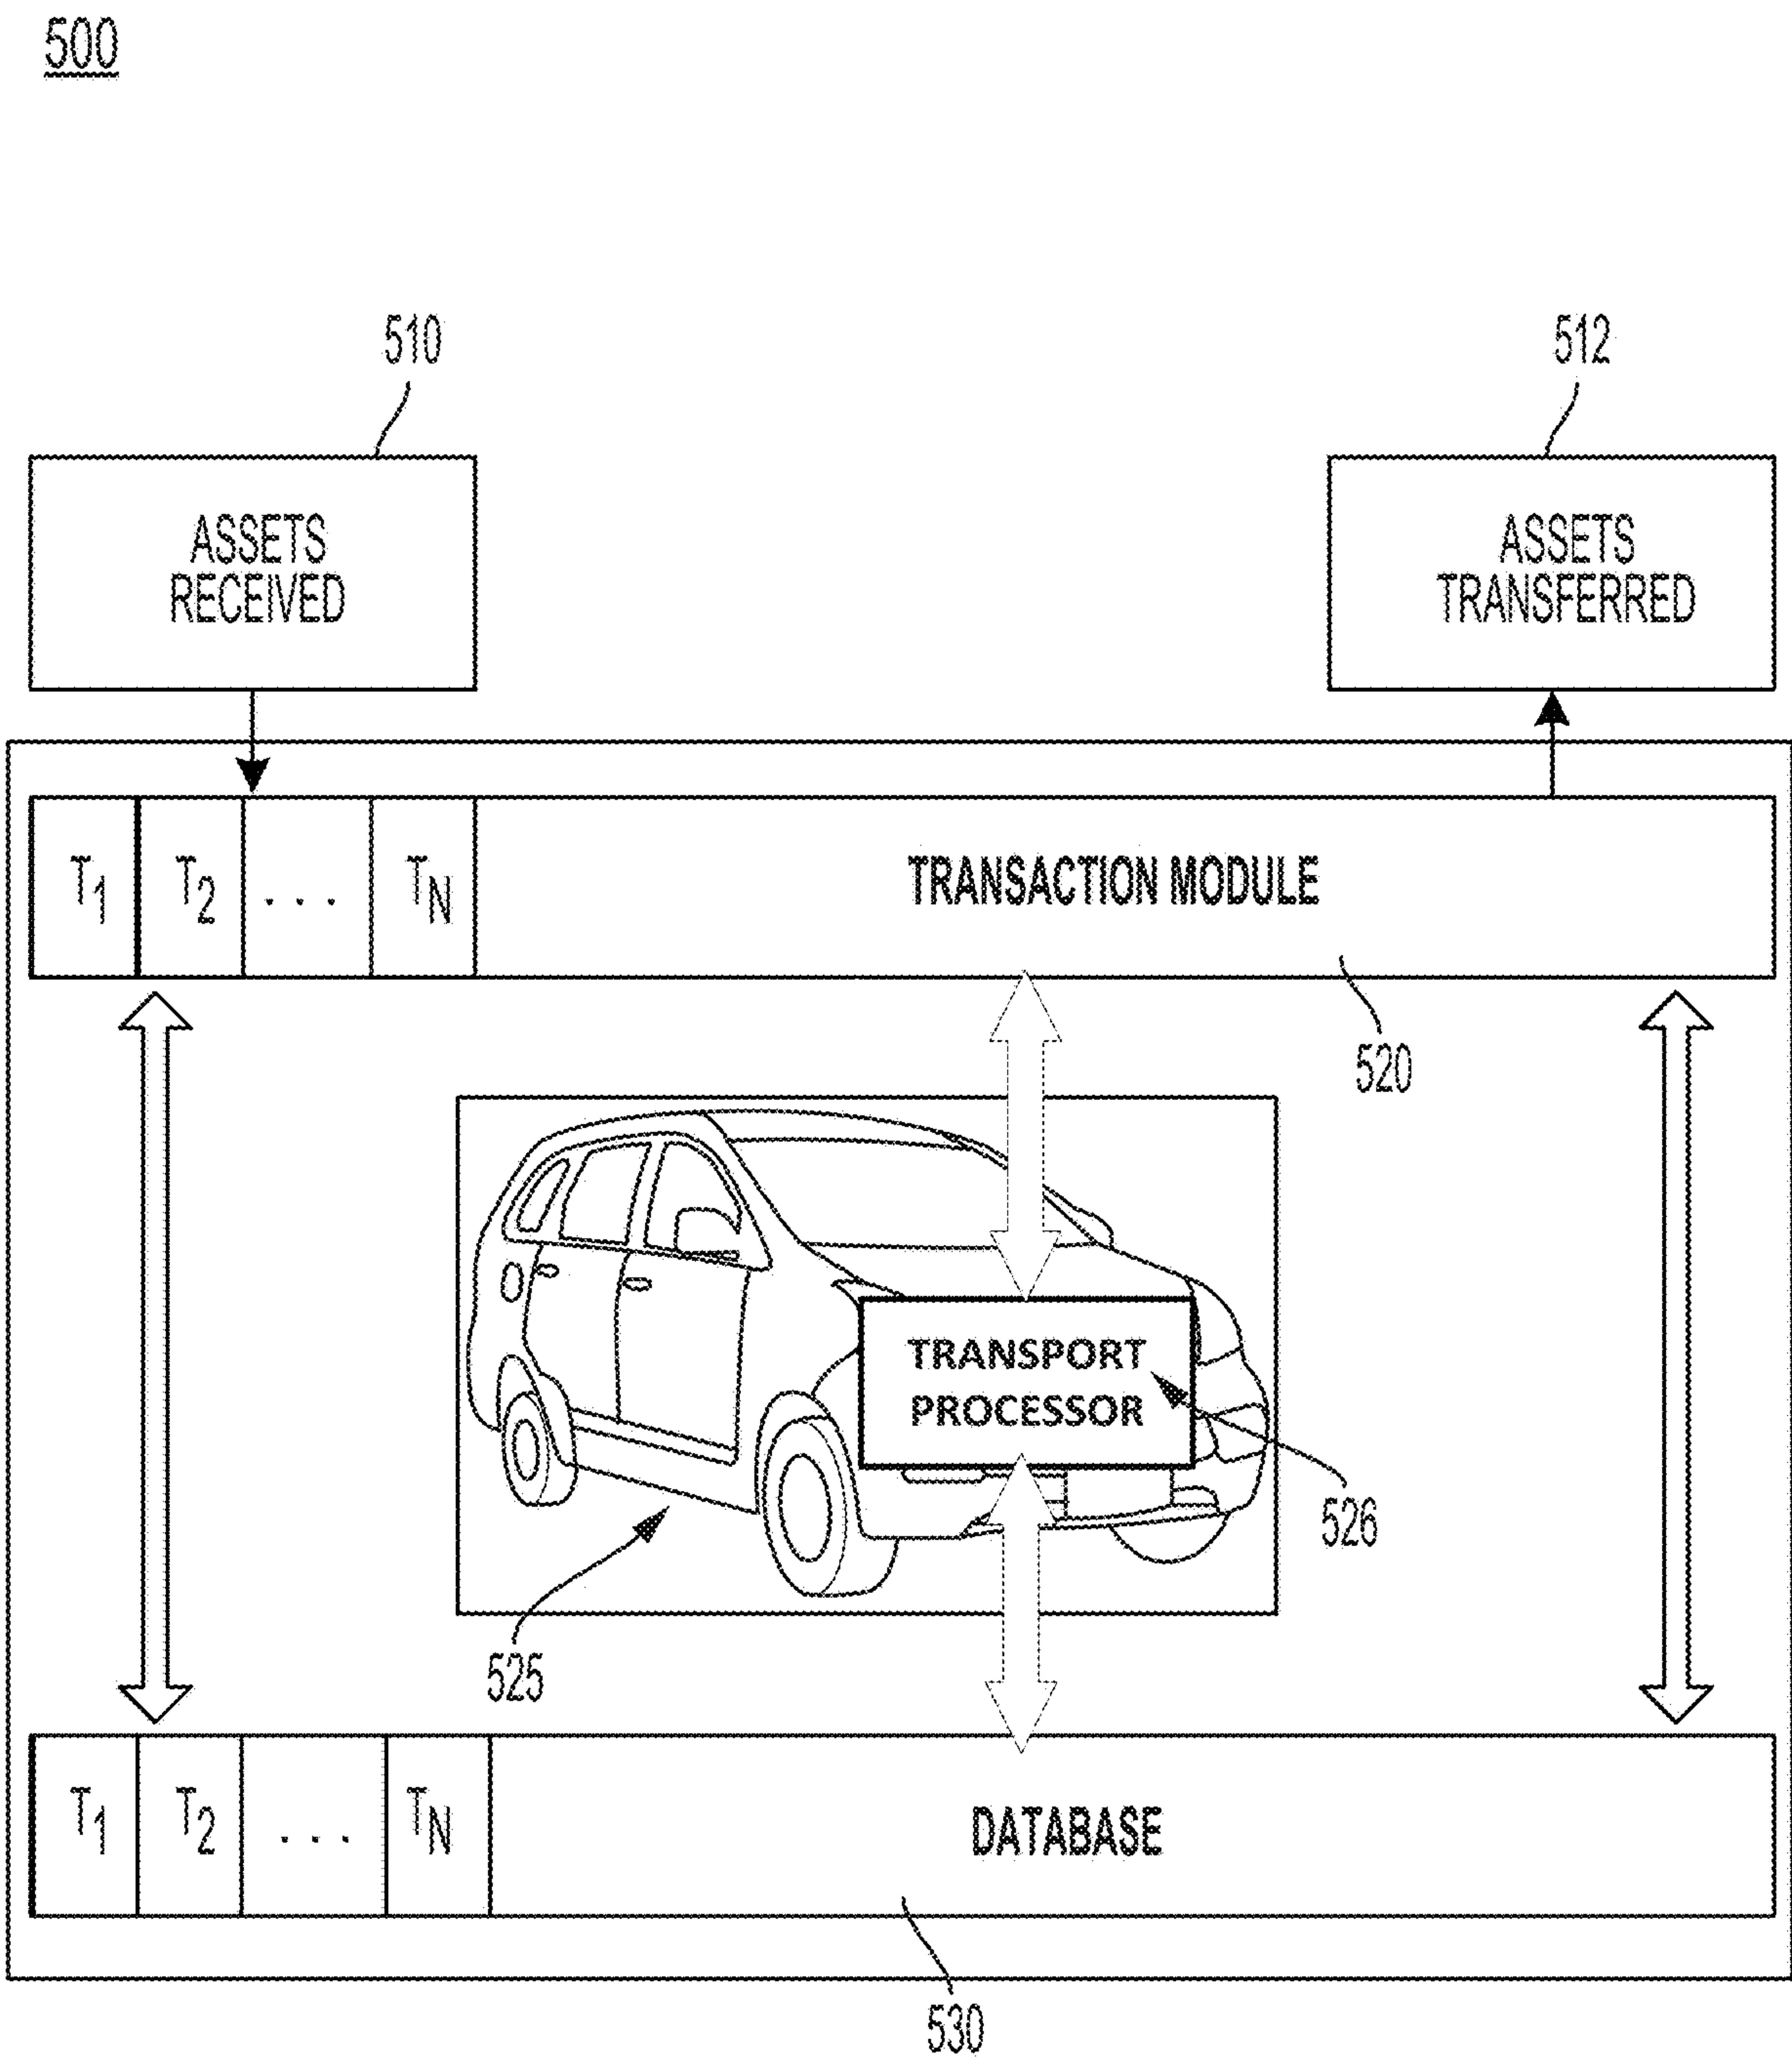 500
510
512
ASSETS
RECEIVED
ASSETS
TRANSFERRED
T1 T2 . . . TN TRANSACTION MODULE
520
TRANSPORT
PROCESSOR
526
525
T1 T2 . . . TN DATABASE
530